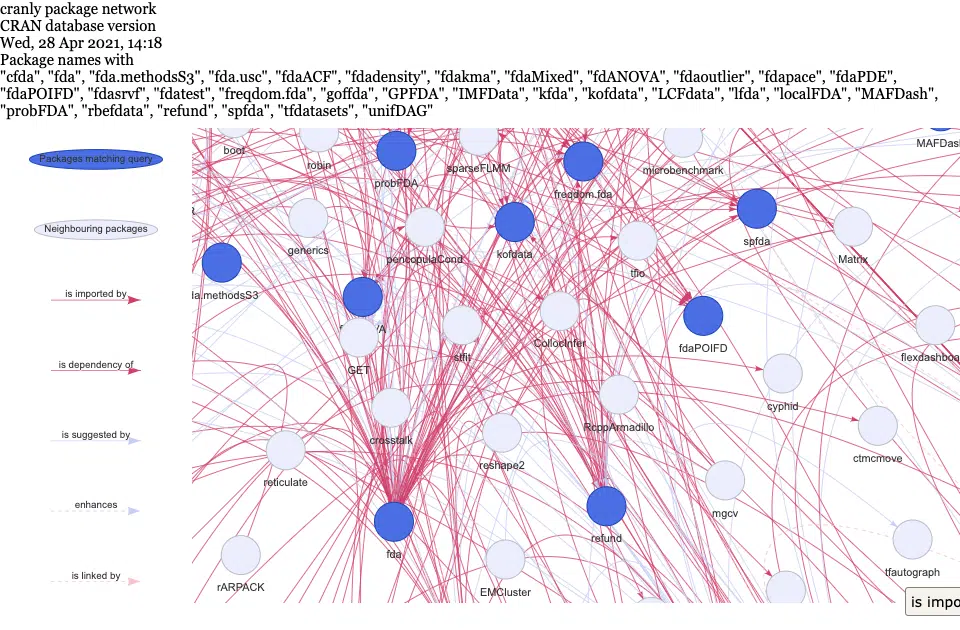 cranly package network
CRAN database version
Wed, 28 Apr 2021, 14:18
Package names with
"cfda", "fda", "fda.methodsS3", "fda.usc", "fdaACF", "fdadensity", "fdakma", "fdaMixed", "fdANOVA", "fdaoutlier", "fdapace", "fdaPDE",
"fdaPOIFD", "fdasrvf", "fdatest", "freqdom.fda", "goffda", "GPFDA", "IMFData", "kfda", "kofdata", "LCFdata", "lfda", "localFDA", "MAFDash",
"probFDA", "rbefdata", "refund", "spfda", "tfdatasets", "unifDAG"
Packages matching query
Neighbouring packages
is imported by
is dependency of
is suggested by
enhances
is linked by
boot
robin
probFDA
sparseFLMM
freqdom.fda
microbenchmark
MAFDas
generics
pencopulaCond
kofdata
tfio
spfda
Matrix
da.methodsS3
GET
stfit
CollocInfer
fdaPOIFD
flexdashboa
crosstalk
RcppArmadillo
cyphid
reticulate
reshape2
ctmcmove
mgcv
fda
refund
rARPACK
EMCluster
tfautograph
is impo